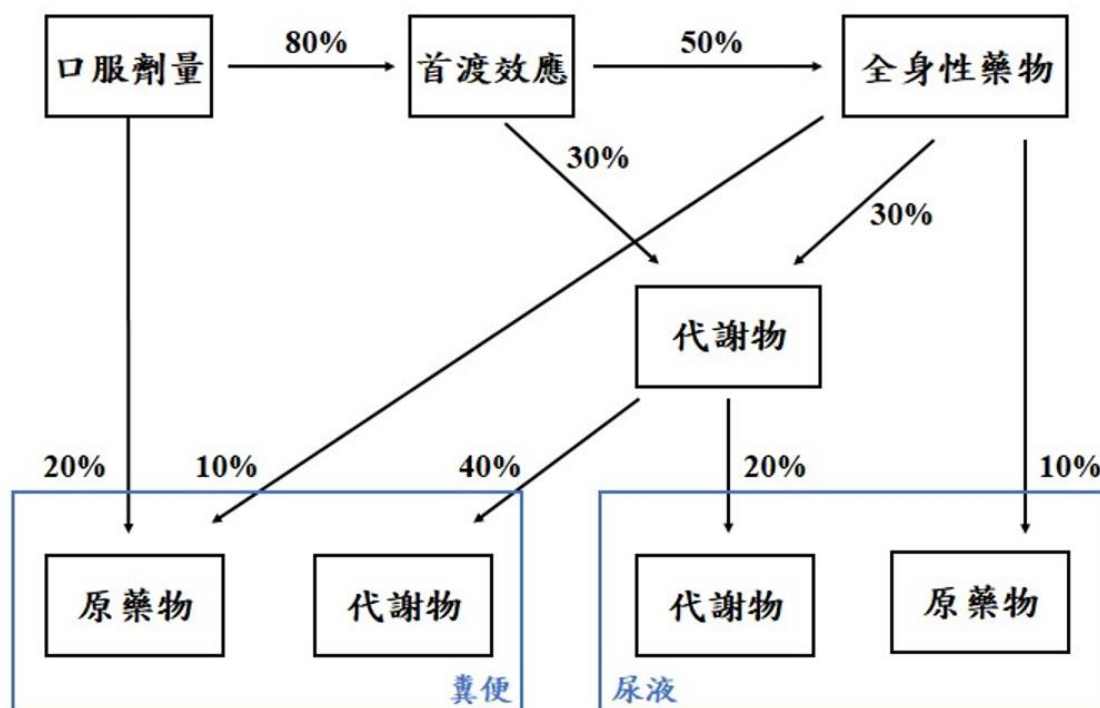 口服劑量
80%
首渡效應
50%
全身性藥物
30%
30%
代謝物
20%
10%
40%
20%
10%
原藥物
代謝物
代謝物
原藥物
糞便
尿液